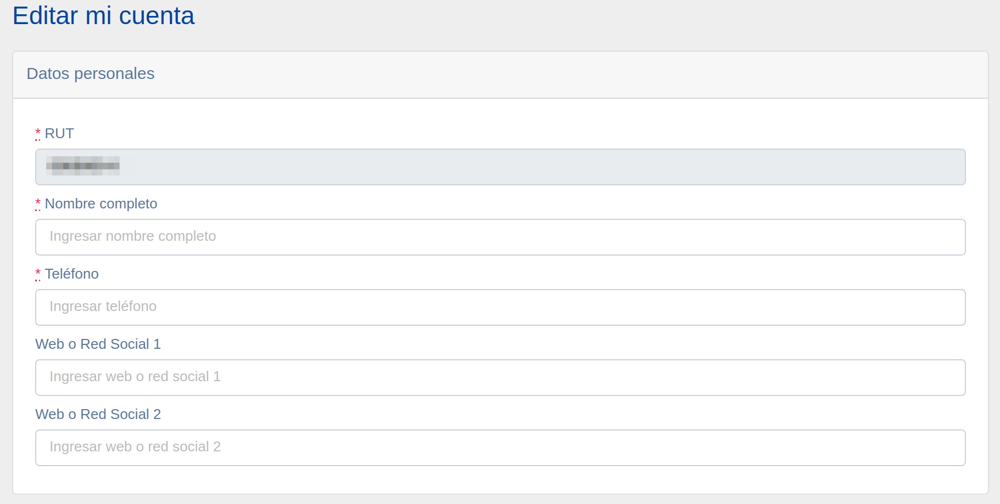 Editar mi cuenta
Datos personales
* RUT
* Nombre completo
Ingresar nombre completo
* Teléfono
Ingresar teléfono
Web o Red Social 1
Ingresar web o red social 1
Web o Red Social 2
Ingresar web o red social 2